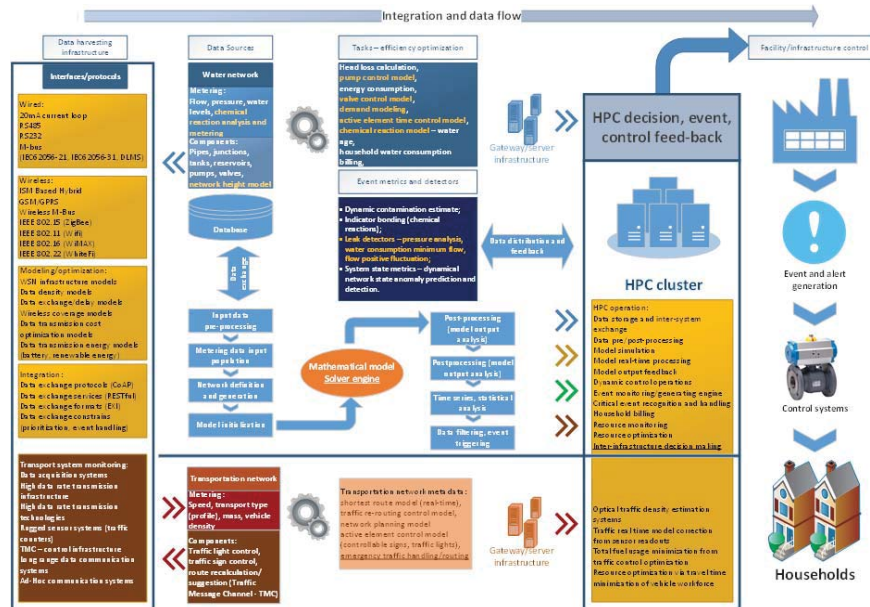 Integration and data flow
Data harvesting
infrastructure
Interfaces/protocols
Wired:
20mA current loop
RS485
RS232
M-bus
(IEC62056-21, IEC62056-31, DLMS)
Wireless:
ISM Based Hybrid
GSM/GPRS
Wireless M-Bus
IEEE 802.15 (ZigBee)
IEEE 802.11 (Wifi)
IEEE 802.16 (WiMAX)
IEEE 802.22 (WhiteFi)
Modeling/optimization:
WSN infrastructure models
Data density models
Data exchange/delay models
Wireless coverage models
Data transmission cost
optimization models
Data transmission energy models
(battery, renewable energy)
Integration:
Data exchange protocols (CoAP)
Data exchange services (RESTful)
Data exchange formats (EXI)
Data exchange constrains
(prioritization, event handling)
Transport system monitoring:
Data acquisition systems
High data rate transmission
infrastructure
High data rate transmission
technologies
Rugged sensor systems (traffic
counters)
TMC – control infrastructure
long range data communication
systems
Ad-Hoc communication systems
Data Sources
Water network
Metering:
Flow, pressure, water
levels, chemical
reaction analysis and
metering
Components:
Pipes, junctions,
tanks, reservoirs,
pumps, valves,
network height model
Database
Data
exchange
Input data
pre-processing
Metering data input
population
Network definition
and generation
Model initialization
Transportation network
Metering:
Speed, transport type
(profile), mass, vehicle
density
Components:
Traffic light control,
traffic sign control,
route recalculation/
suggestion (Traffic
Message Channel - TMC)
Tasks – efficiency optimization
Head loss calculation,
pump control model,
energy consumption,
valve control model,
demand modeling,
active element time control model,
chemical reaction model – water
age,
household water consumption
billing,
Event metrics and detectors
• Dynamic contamination estimate;
• Indicator bonding (chemical
reactions);
• Leak detectors – pressure analysis,
water consumption minimum flow,
flow positive fluctuation;
• System state metrics – dynamical
network state anomaly prediction and
detection.
Mathematical model
Solver engine
Post-processing
(model output
analysis)
Postprocessing (model
output analysis)
Time series, statistical
analysis
Data filtering, event
triggering
Transportation network meta data:
shortest route model (real-time),
traffic re-routing control model,
network planning model
active element control model
(controllable signs, traffic lights),
emergency traffic handling/routing
Gateway/server
infrastructure
Data distribution and
feedback
Gateway/server
infrastructure
HPC decision, event,
control feed-back
HPC cluster
HPC operation:
Data storage and inter-system
exchange
Data pre/post-processing
Model simulation
Model real-time processing
Model output feedback
Dynamic control operations
Event monitoring/generating engine
Critical event recognition and handling
Household billing
Resource monitoring
Resource optimization
Inter-infrastructure decision making
Optical traffic density estimation
systems
Traffic real time model correction
from sensor readouts
Total fuel usage minimization from
traffic control optimization
Resource optimization via travel time
minimization of vehicle workforce
Facility/infrastructure control
!
Event and alert
generation
Control systems
Households